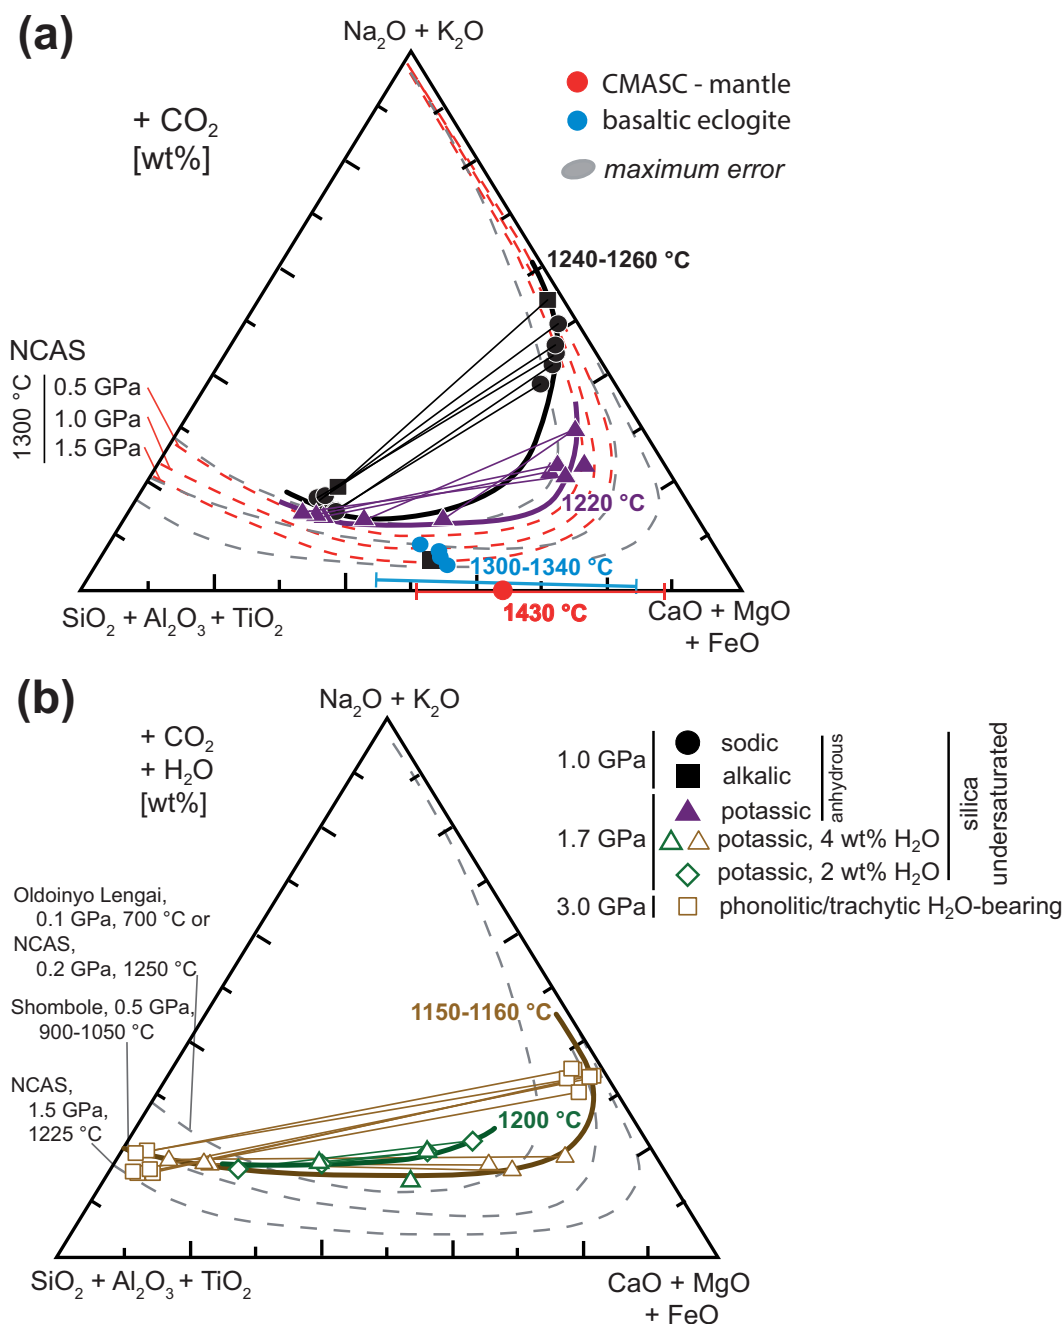 (a)
Na₂O + K₂O
+ CO₂
[wt%]
CMASC - mantle
basaltic eclogite
maximum error
1240-1260 °C
NCAS
1300 °C
0.5 GPa
1.0 GPa
1.5 GPa
1220 °C
1300-1340 °C
1430 °C
SiO₂ + Al₂O₃ + TiO₂
CaO + MgO
+ FeO
(b)
Na₂O + K₂O
+ CO₂
+ H₂O
[wt%]
1.0 GPa
sodic
alkalic
anhydrous
1.7 GPa
potassic
potassic, 4 wt% H₂O
potassic, 2 wt% H₂O
silica
undersaturated
3.0 GPa
phonolitic/trachytic H₂O-bearing
Oldoinyo Lengai,
0.1 GPa, 700 °C or
NCAS,
0.2 GPa, 1250 °C
Shombole, 0.5 GPa,
900-1050 °C
NCAS,
1.5 GPa,
1225 °C
1150-1160 °C
1200 °C
SiO₂ + Al₂O₃ + TiO₂
CaO + MgO
+ FeO